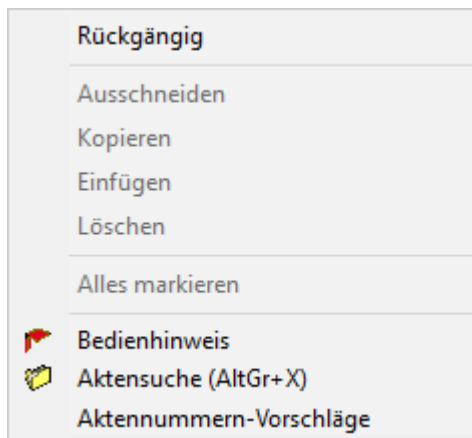 Rückgängig
Ausschneiden
Kopieren
Einfügen
Löschen
Alles markieren
Bedienhinweis
Aktensuche (AltGr+X)
Aktennummern-Vorschläge